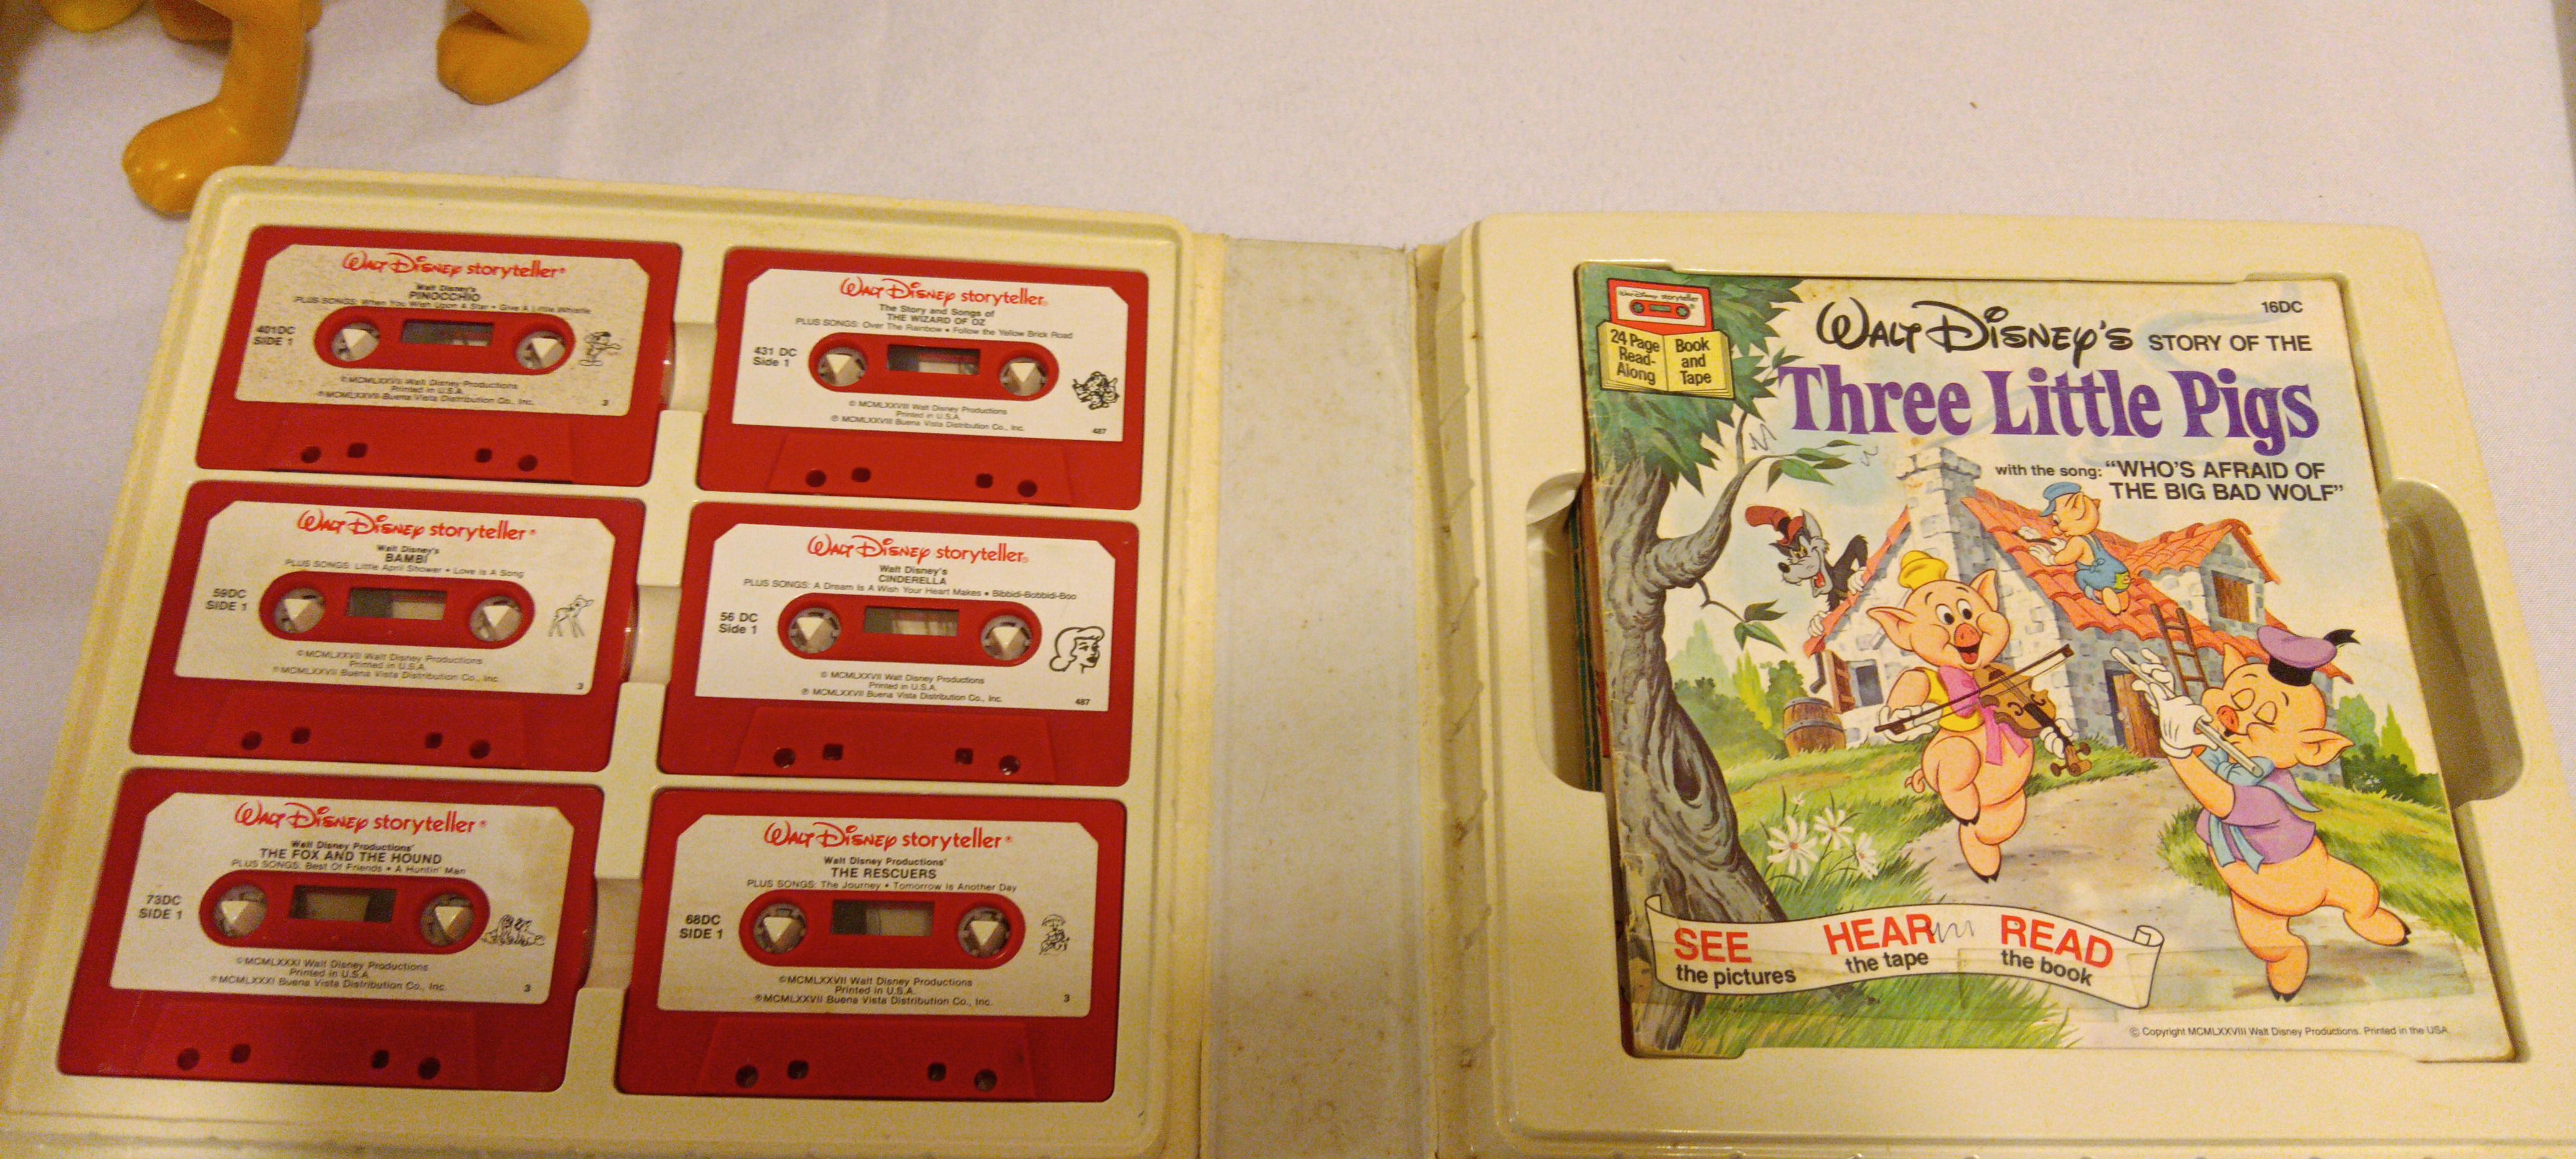 Walt Disney storyteller®
Walt Disney's
PINOCCHIO
PLUS SONGS: When You Wish Upon A Star • Give A Little Whistle
401DC
SIDE 1
©MCMLXXVII Walt Disney Productions
Printed in U.S.A.
℗MCMLXXVII Buena Vista Distribution Co., Inc.
3
Walt Disney storyteller®
The Story and Songs of
THE WIZARD OF OZ
PLUS SONGS: Over The Rainbow • Follow the Yellow Brick Road
431 DC
Side 1
© MCMLXXVIII Walt Disney Productions
Printed in U.S.A.
℗ MCMLXXVIII Buena Vista Distribution Co., Inc.
487
Walt Disney storyteller®
Walt Disney's
BAMBI
PLUS SONGS: Little April Shower • Love Is A Song
59DC
SIDE 1
©MCMLXXVII Walt Disney Productions
Printed in U.S.A.
℗MCMLXXVII Buena Vista Distribution Co., Inc.
3
Walt Disney storyteller®
Walt Disney's
CINDERELLA
PLUS SONGS: A Dream Is A Wish Your Heart Makes • Bibbidi-Bobbidi-Boo
56 DC
Side 1
© MCMLXXVII Walt Disney Productions
Printed in U.S.A.
℗ MCMLXXVII Buena Vista Distribution Co., Inc.
487
Walt Disney storyteller®
Walt Disney Productions'
THE FOX AND THE HOUND
PLUS SONGS: Best Of Friends • A Huntin' Man
73DC
SIDE 1
©MCMLXXXI Walt Disney Productions
Printed in U.S.A.
℗MCMLXXXI Buena Vista Distribution Co., Inc.
3
Walt Disney storyteller®
Walt Disney Productions'
THE RESCUERS
PLUS SONGS: The Journey • Tomorrow Is Another Day
68DC
SIDE 1
©MCMLXXVII Walt Disney Productions
Printed in U.S.A.
℗MCMLXXVII Buena Vista Distribution Co., Inc.
3
Walt Disney storyteller®
24 Page
Read-
Along
Book
and
Tape
16DC
Walt Disney's STORY OF THE
Three Little Pigs
with the song: "WHO'S AFRAID OF
THE BIG BAD WOLF"
SEE
the pictures
HEAR
the tape
READ
the book
© Copyright MCMLXXVIII Walt Disney Productions. Printed in the USA